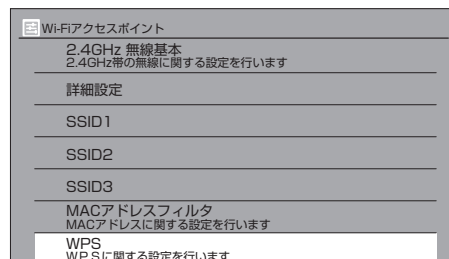 Wi-Fiアクセスポイント
2.4GHz 無線基本
2.4GHz帯の無線に関する設定を行います
詳細設定
SSID1
SSID2
SSID3
MACアドレスフィルタ
MACアドレスに関する設定を行います
WPS
WPSに関する設定を行います